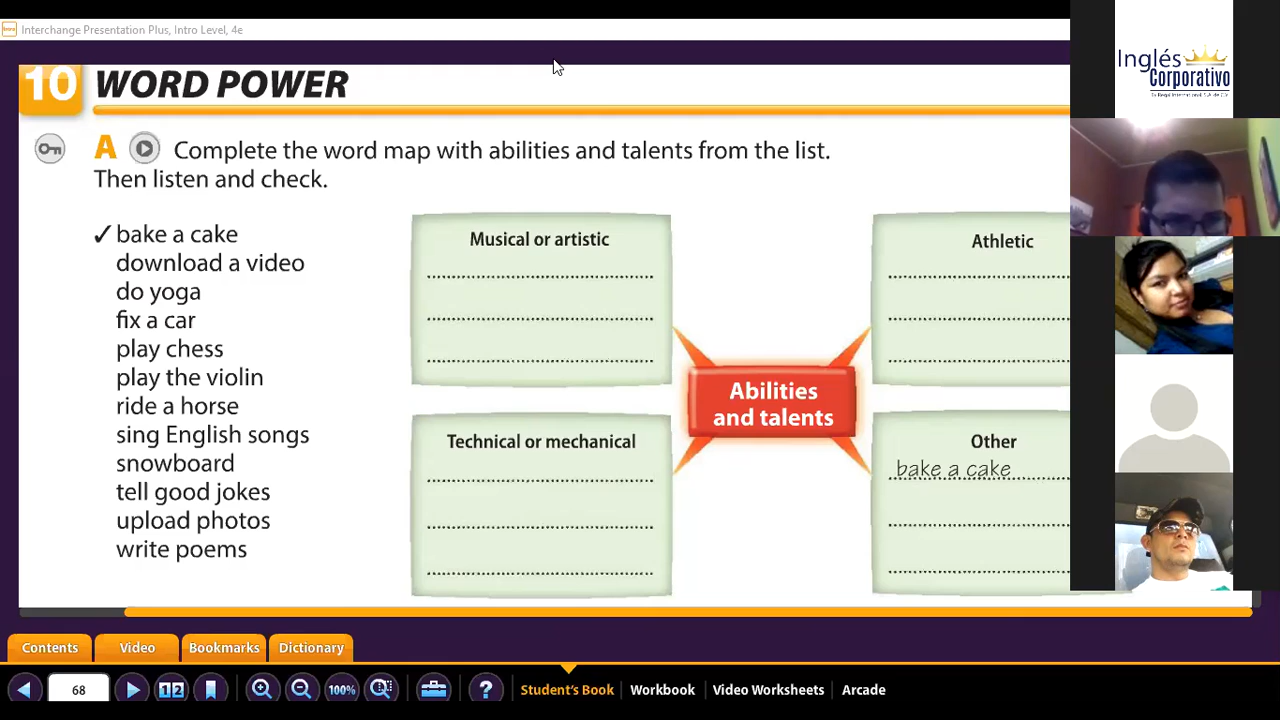 Interchange Presentation Plus, Intro Level, 4e
10 WORD POWER
A Complete the word map with abilities and talents from the list.
Then listen and check.
✓ bake a cake
download a video
do yoga
fix a car
play chess
play the violin
ride a horse
sing English songs
snowboard
tell good jokes
upload photos
write poems
Musical or artistic
Athletic
Abilities
and talents
Technical or mechanical
Other
bake a cake
Inglés
Corporativo
Contents
Video
Bookmarks
Dictionary
68
12
100%
?
Student's Book
Workbook
Video Worksheets
Arcade